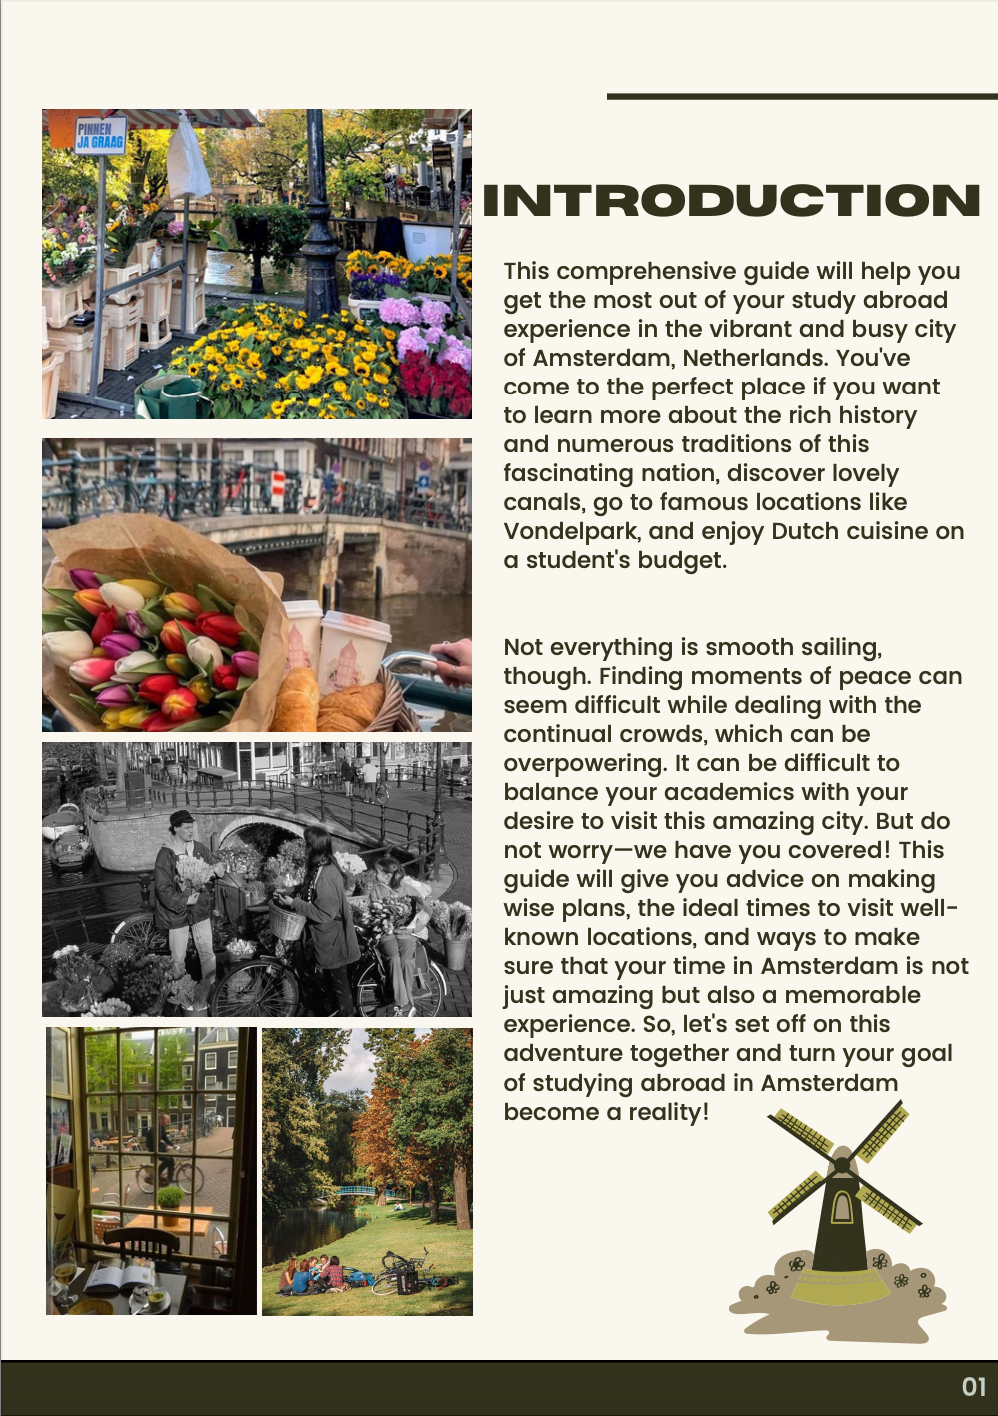 PINNEN
JA GRAAG
INTRODUCTION
This comprehensive guide will help you
get the most out of your study abroad
experience in the vibrant and busy city
of Amsterdam, Netherlands. You've
come to the perfect place if you want
to learn more about the rich history
and numerous traditions of this
fascinating nation, discover lovely
canals, go to famous locations like
Vondelpark, and enjoy Dutch cuisine on
a student's budget.
Not everything is smooth sailing,
though. Finding moments of peace can
seem difficult while dealing with the
continual crowds, which can be
overpowering. It can be difficult to
balance your academics with your
desire to visit this amazing city. But do
not worry—we have you covered! This
guide will give you advice on making
wise plans, the ideal times to visit well-
known locations, and ways to make
sure that your time in Amsterdam is not
just amazing but also a memorable
experience. So, let's set off on this
adventure together and turn your goal
of studying abroad in Amsterdam
become a reality!
01